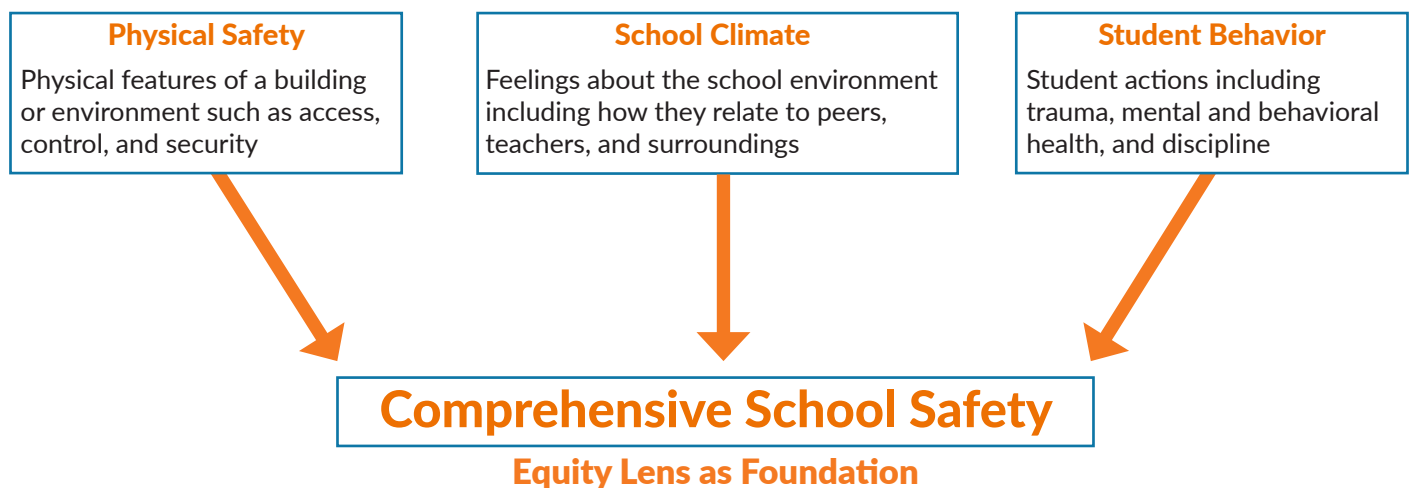 Physical Safety
Physical features of a building
or environment such as access,
control, and security
School Climate
Feelings about the school environment
including how they relate to peers,
teachers, and surroundings
Student Behavior
Student actions including
trauma, mental and behavioral
health, and discipline
Comprehensive School Safety
Equity Lens as Foundation